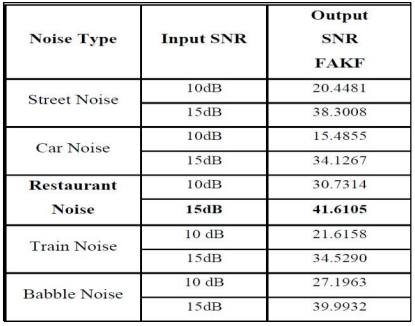 Noise Type Input SNR Output SNR FAKF
Street Noise 10dB 20.4481
15dB 38.3008
Car Noise 10dB 15.4855
15dB 34.1267
Restaurant Noise 10dB 30.7314
15dB 41.6105
Train Noise 10 dB 21.6158
15dB 34.5290
Babble Noise 10 dB 27.1963
15dB 39.9932